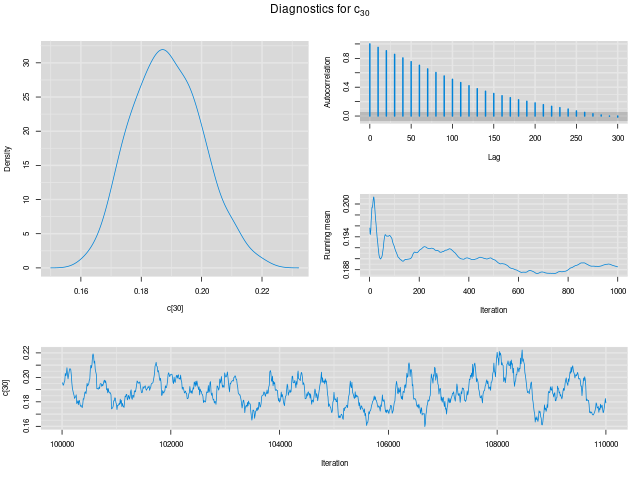 Diagnostics for c30
Density
0 5 10 15 20 25 30
0.16 0.18 0.20 0.22
c[30]
Autocorrelation
0.0 0.4 0.8
0 50 100 150 200 250 300
Lag
Running mean
0.188 0.194 0.200
0 200 400 600 800 1000
Iteration
c[30]
0.16 0.18 0.20 0.22
100000 102000 104000 106000 108000 110000
Iteration